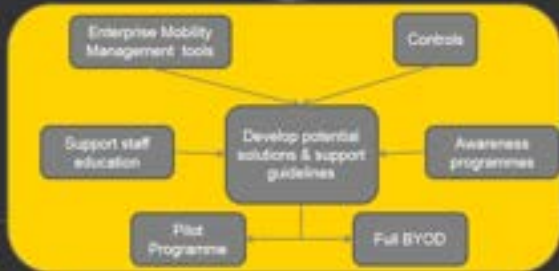 Enterprise Mobility
Management tools
Controls
Support staff
education
Develop potential
solutions & support
guidelines
Awareness
programmes
Pilot
Programme
Full BYOD